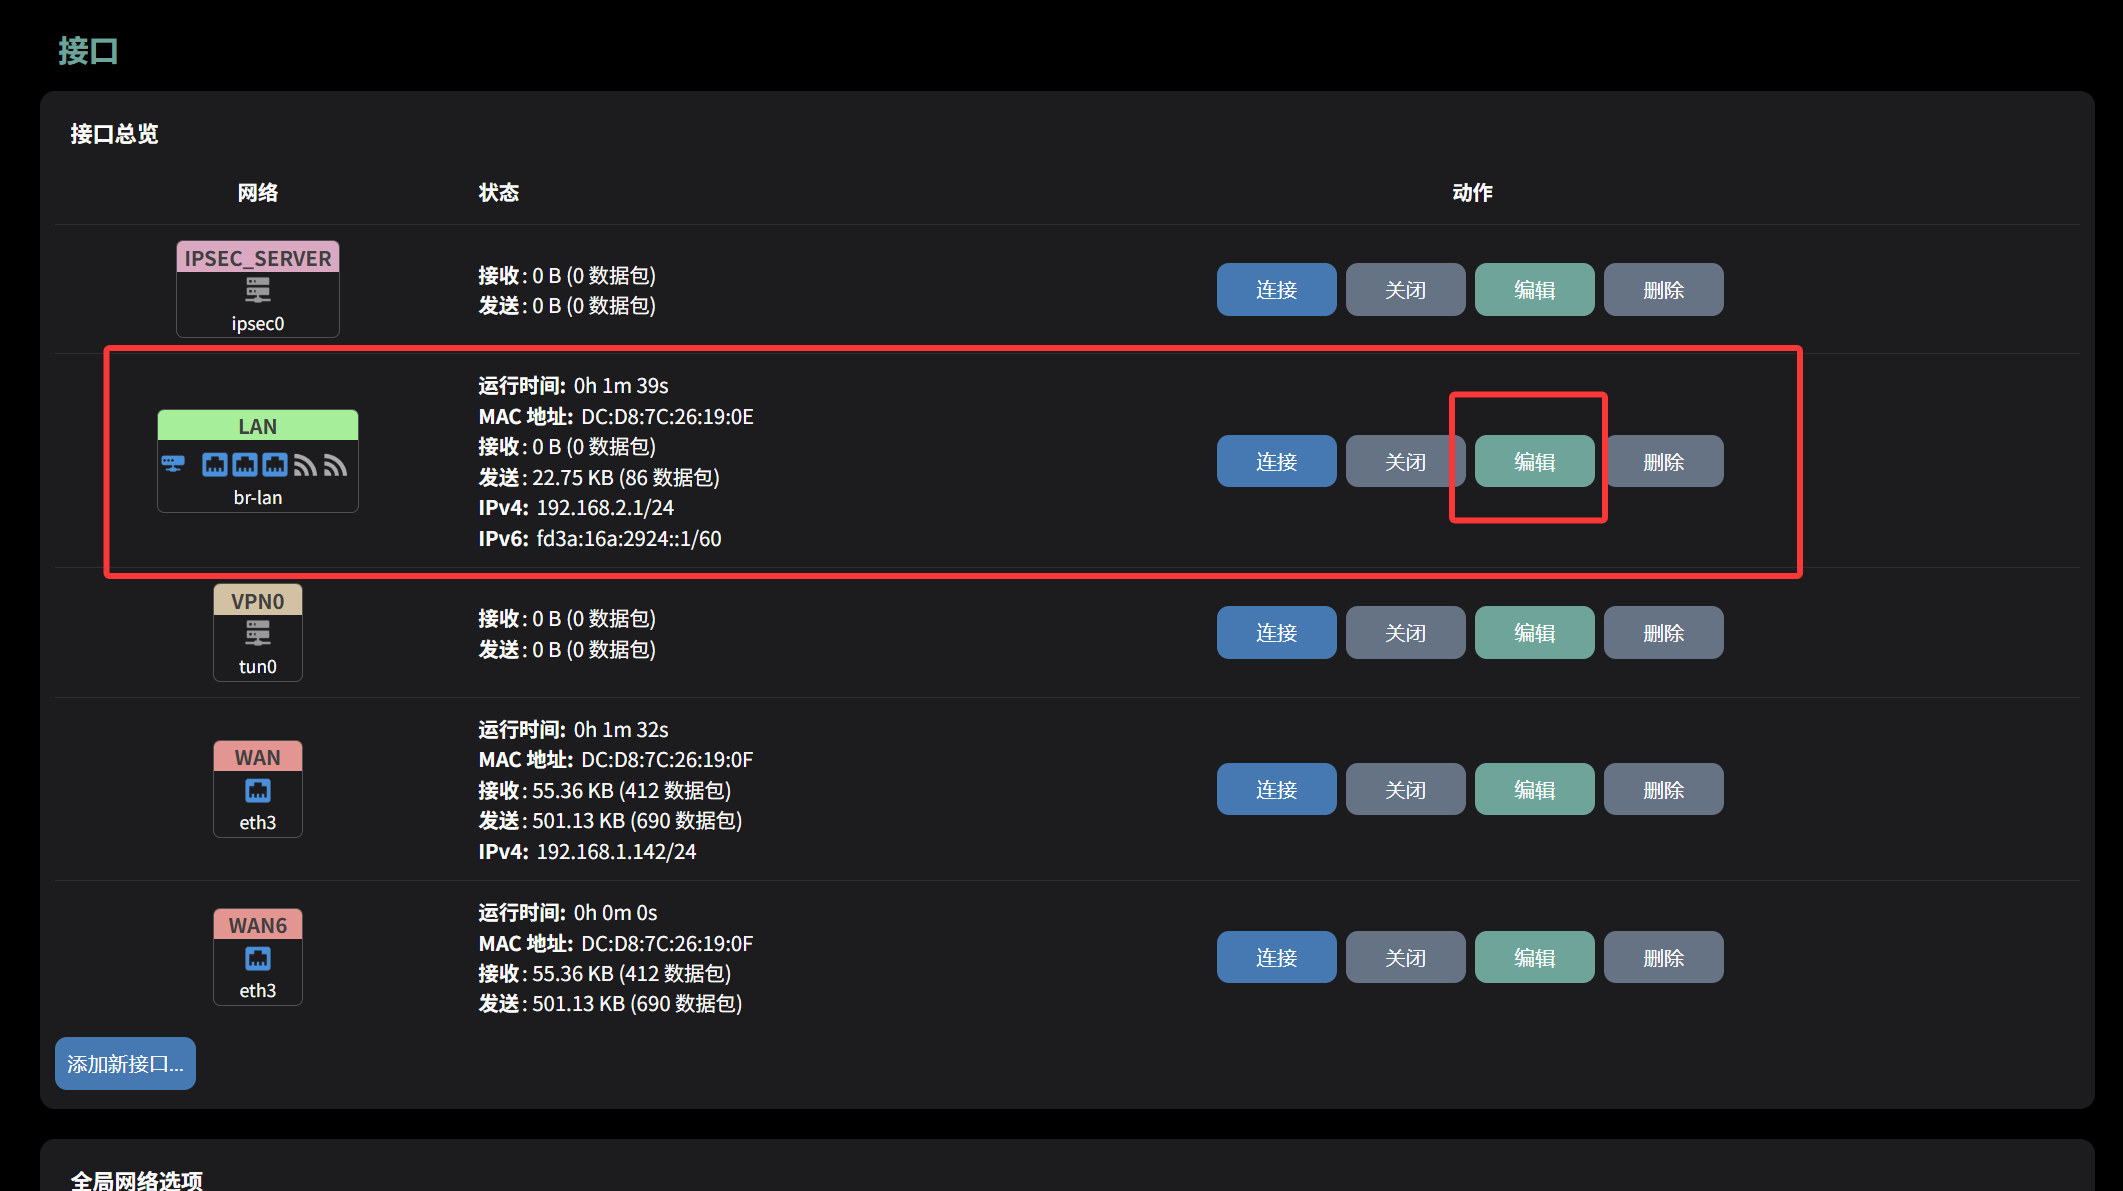 接口
接口总览
网络 状态 动作
IPSEC_SERVER
ipsec0
接收: 0 B (0 数据包)
发送: 0 B (0 数据包)
连接 关闭 编辑 删除
LAN
br-lan
运行时间: 0h 1m 39s
MAC 地址: DC:D8:7C:26:19:0E
接收: 0 B (0 数据包)
发送: 22.75 KB (86 数据包)
IPv4: 192.168.2.1/24
IPv6: fd3a:16a:2924::1/60
连接 关闭 编辑 删除
VPN0
tun0
接收: 0 B (0 数据包)
发送: 0 B (0 数据包)
连接 关闭 编辑 删除
WAN
eth3
运行时间: 0h 1m 32s
MAC 地址: DC:D8:7C:26:19:0F
接收: 55.36 KB (412 数据包)
发送: 501.13 KB (690 数据包)
IPv4: 192.168.1.142/24
连接 关闭 编辑 删除
WAN6
eth3
运行时间: 0h 0m 0s
MAC 地址: DC:D8:7C:26:19:0F
接收: 55.36 KB (412 数据包)
发送: 501.13 KB (690 数据包)
连接 关闭 编辑 删除
添加新接口...
全局网络选项